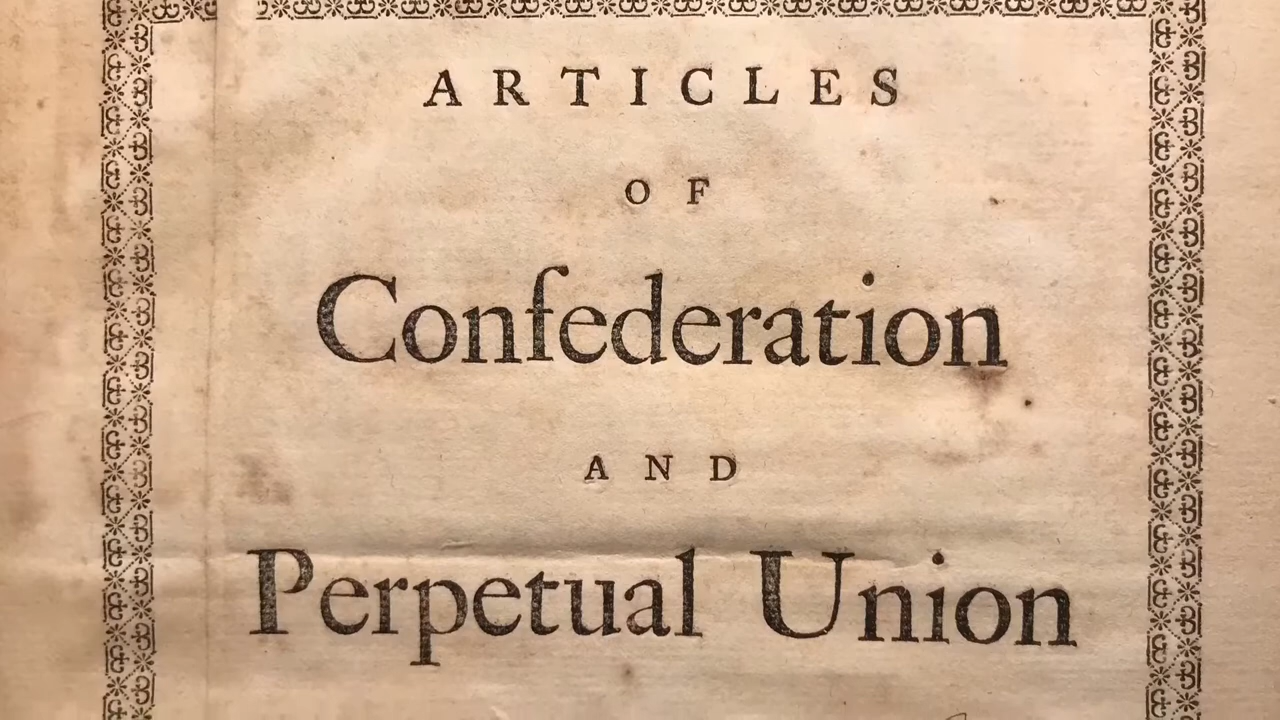 ARTICLES
OF
Confederation
AND
Perpetual Union